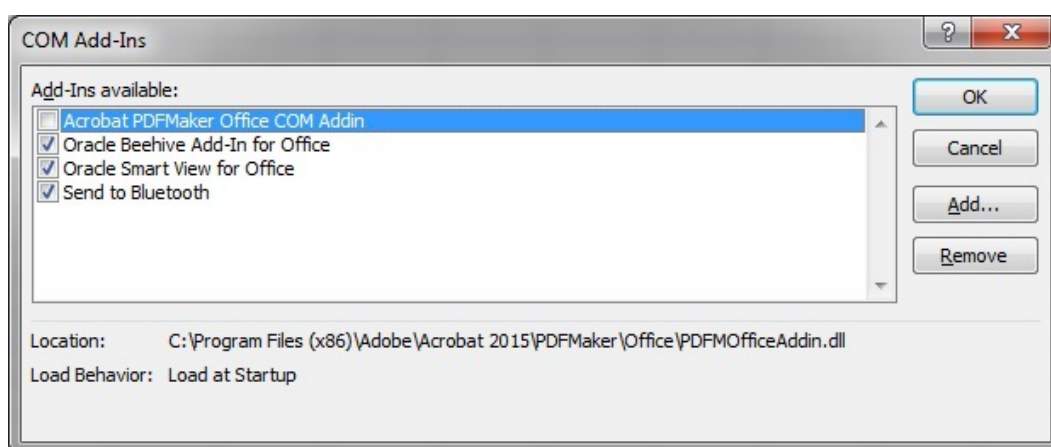 COM Add-Ins
Add-Ins available:
Acrobat PDFMaker Office COM Addin
Oracle Beehive Add-In for Office
Oracle Smart View for Office
Send to Bluetooth
OK
Cancel
Add...
Remove
Location: C:\Program Files (x86)\Adobe\Acrobat 2015\PDFMaker\Office\PDFMOfficeAddin.dll
Load Behavior: Load at Startup